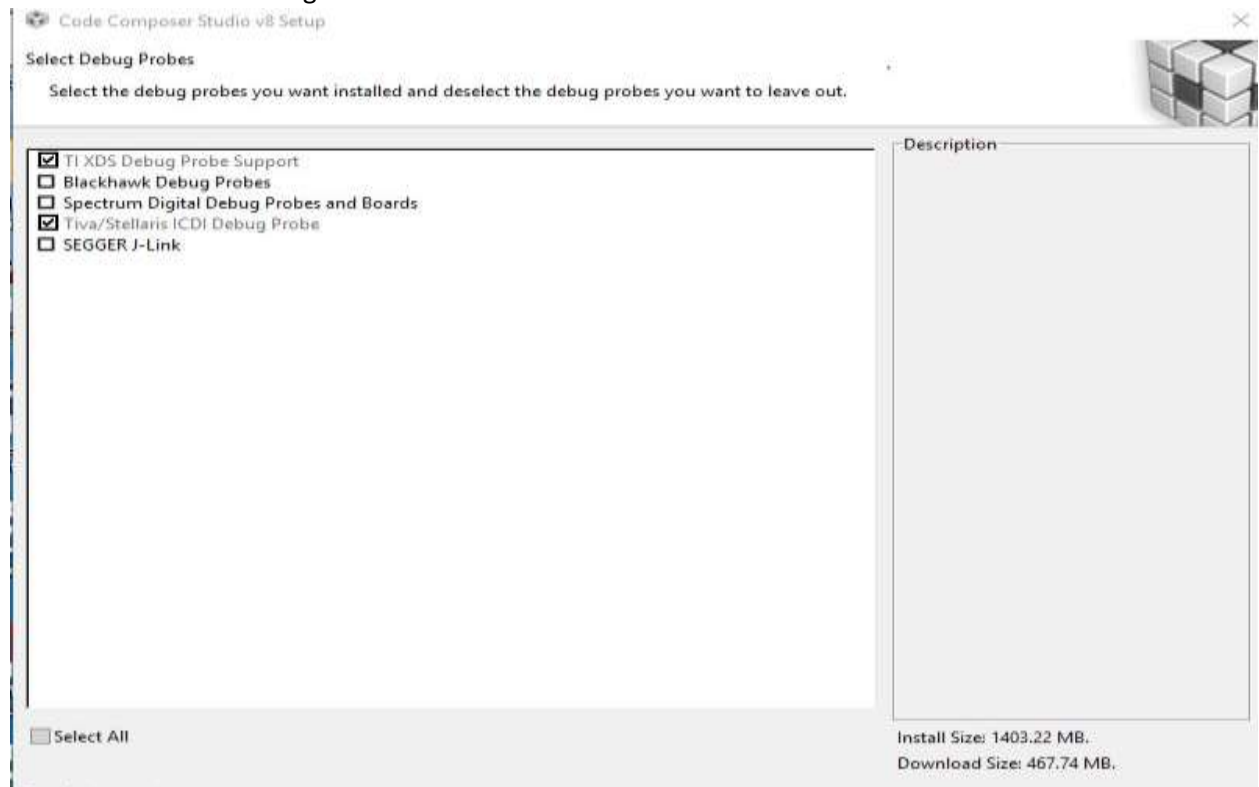 Code Composer Studio v8 Setup
Select Debug Probes
Select the debug probes you want installed and deselect the debug probes you want to leave out.
Description
TI XDS Debug Probe Support
Blackhawk Debug Probes
Spectrum Digital Debug Probes and Boards
Tiva/Stellaris ICDI Debug Probe
SEGGER J-Link
Select All
Install Size: 1403.22 MB.
Download Size: 467.74 MB.